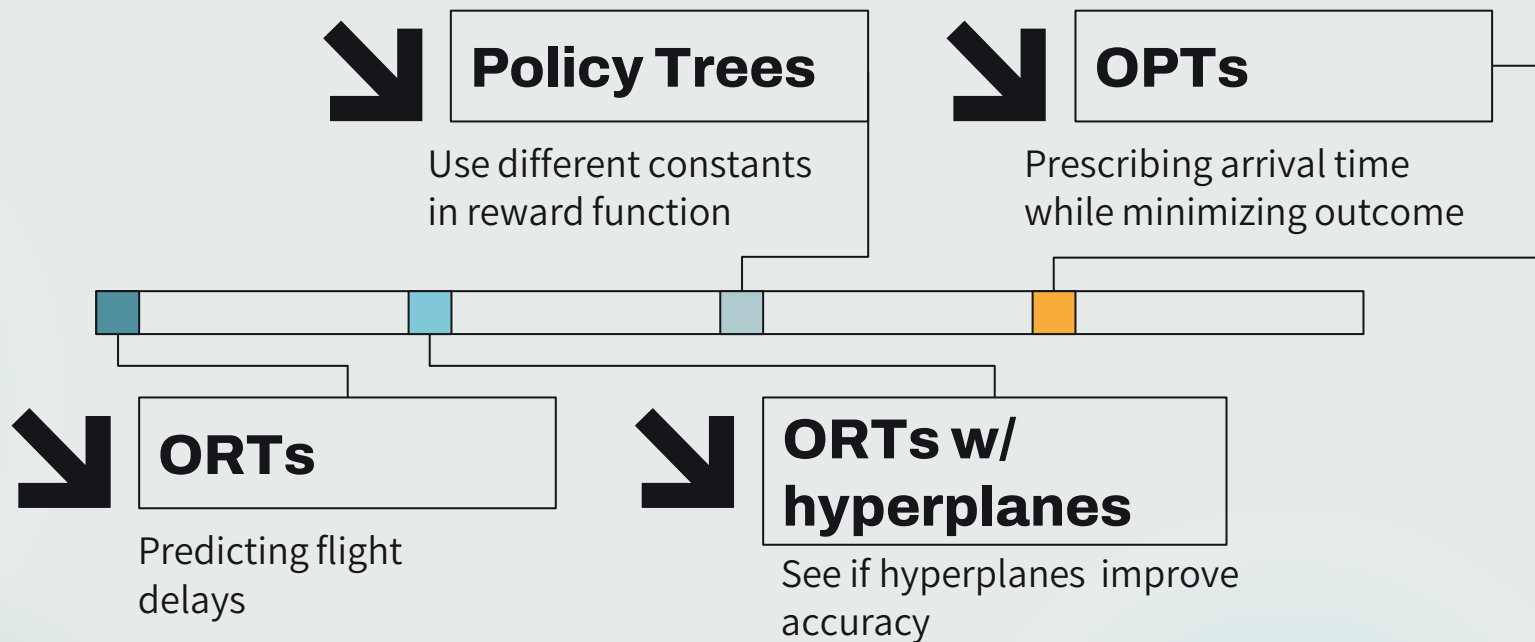 Policy Trees
Use different constants
in reward function
OPTs
Prescribing arrival time
while minimizing outcome
ORTs
Predicting flight
delays
ORTs w/
hyperplanes
See if hyperplanes  improve
accuracy